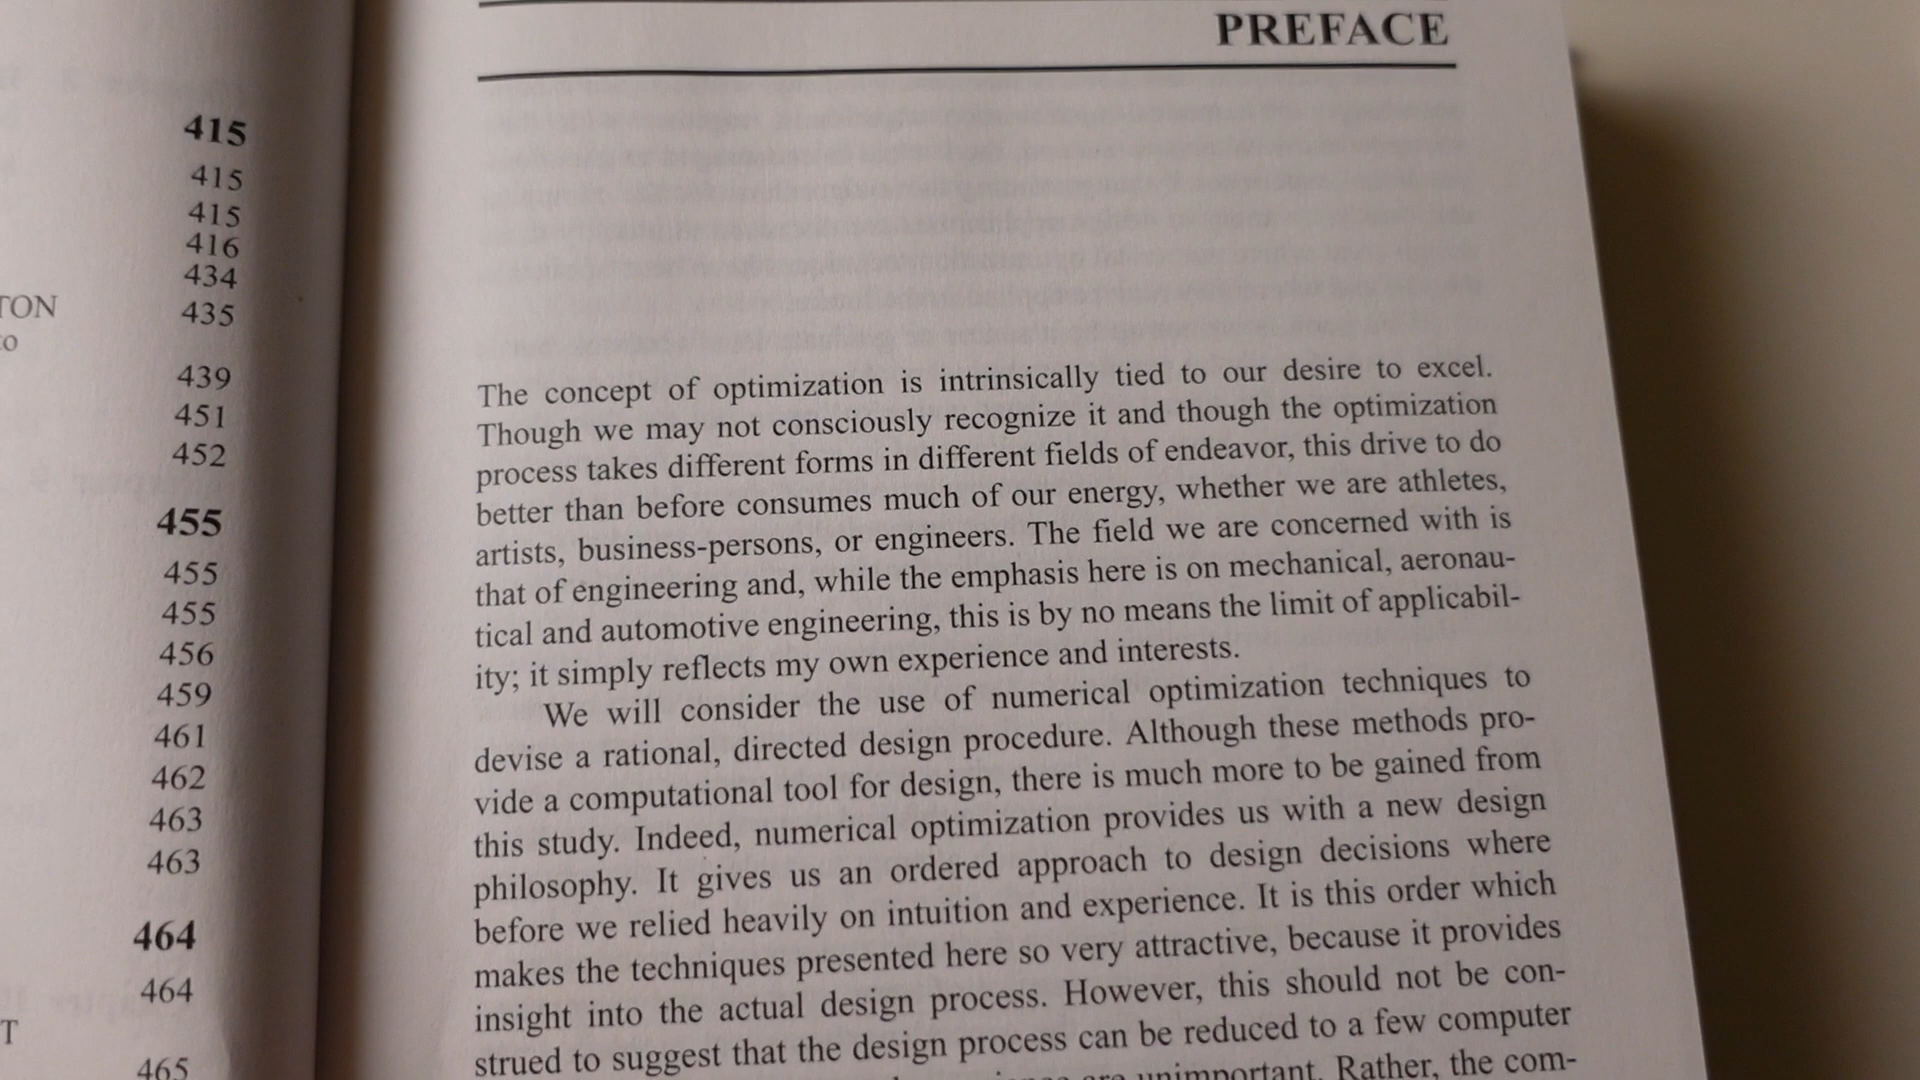 415
415
415
416
434
TON 435
to
439
451
452
455
455
455
456
459
461
462
463
463
464
464
T
465
PREFACE
The concept of optimization is intrinsically tied to our desire to excel.
Though we may not consciously recognize it and though the optimization
process takes different forms in different fields of endeavor, this drive to do
better than before consumes much of our energy, whether we are athletes,
artists, business-persons, or engineers. The field we are concerned with is
that of engineering and, while the emphasis here is on mechanical, aeronau-
tical and automotive engineering, this is by no means the limit of applicabil-
ity; it simply reflects my own experience and interests.
We will consider the use of numerical optimization techniques to
devise a rational, directed design procedure. Although these methods pro-
vide a computational tool for design, there is much more to be gained from
this study. Indeed, numerical optimization provides us with a new design
philosophy. It gives us an ordered approach to design decisions where
before we relied heavily on intuition and experience. It is this order which
makes the techniques presented here so very attractive, because it provides
insight into the actual design process. However, this should not be con-
strued to suggest that the design process can be reduced to a few computer
are unimportant. Rather, the com-